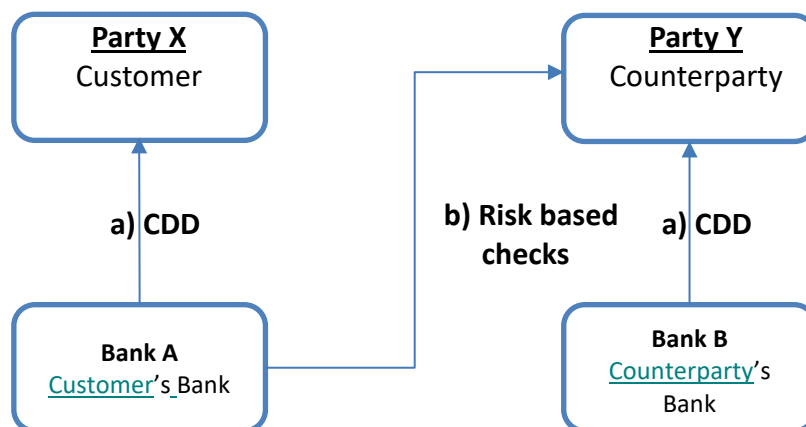 Party X
Customer
Party Y
Counterparty
a) CDD
b) Risk based
checks
a) CDD
Bank A
Customer's Bank
Bank B
Counterparty's
Bank